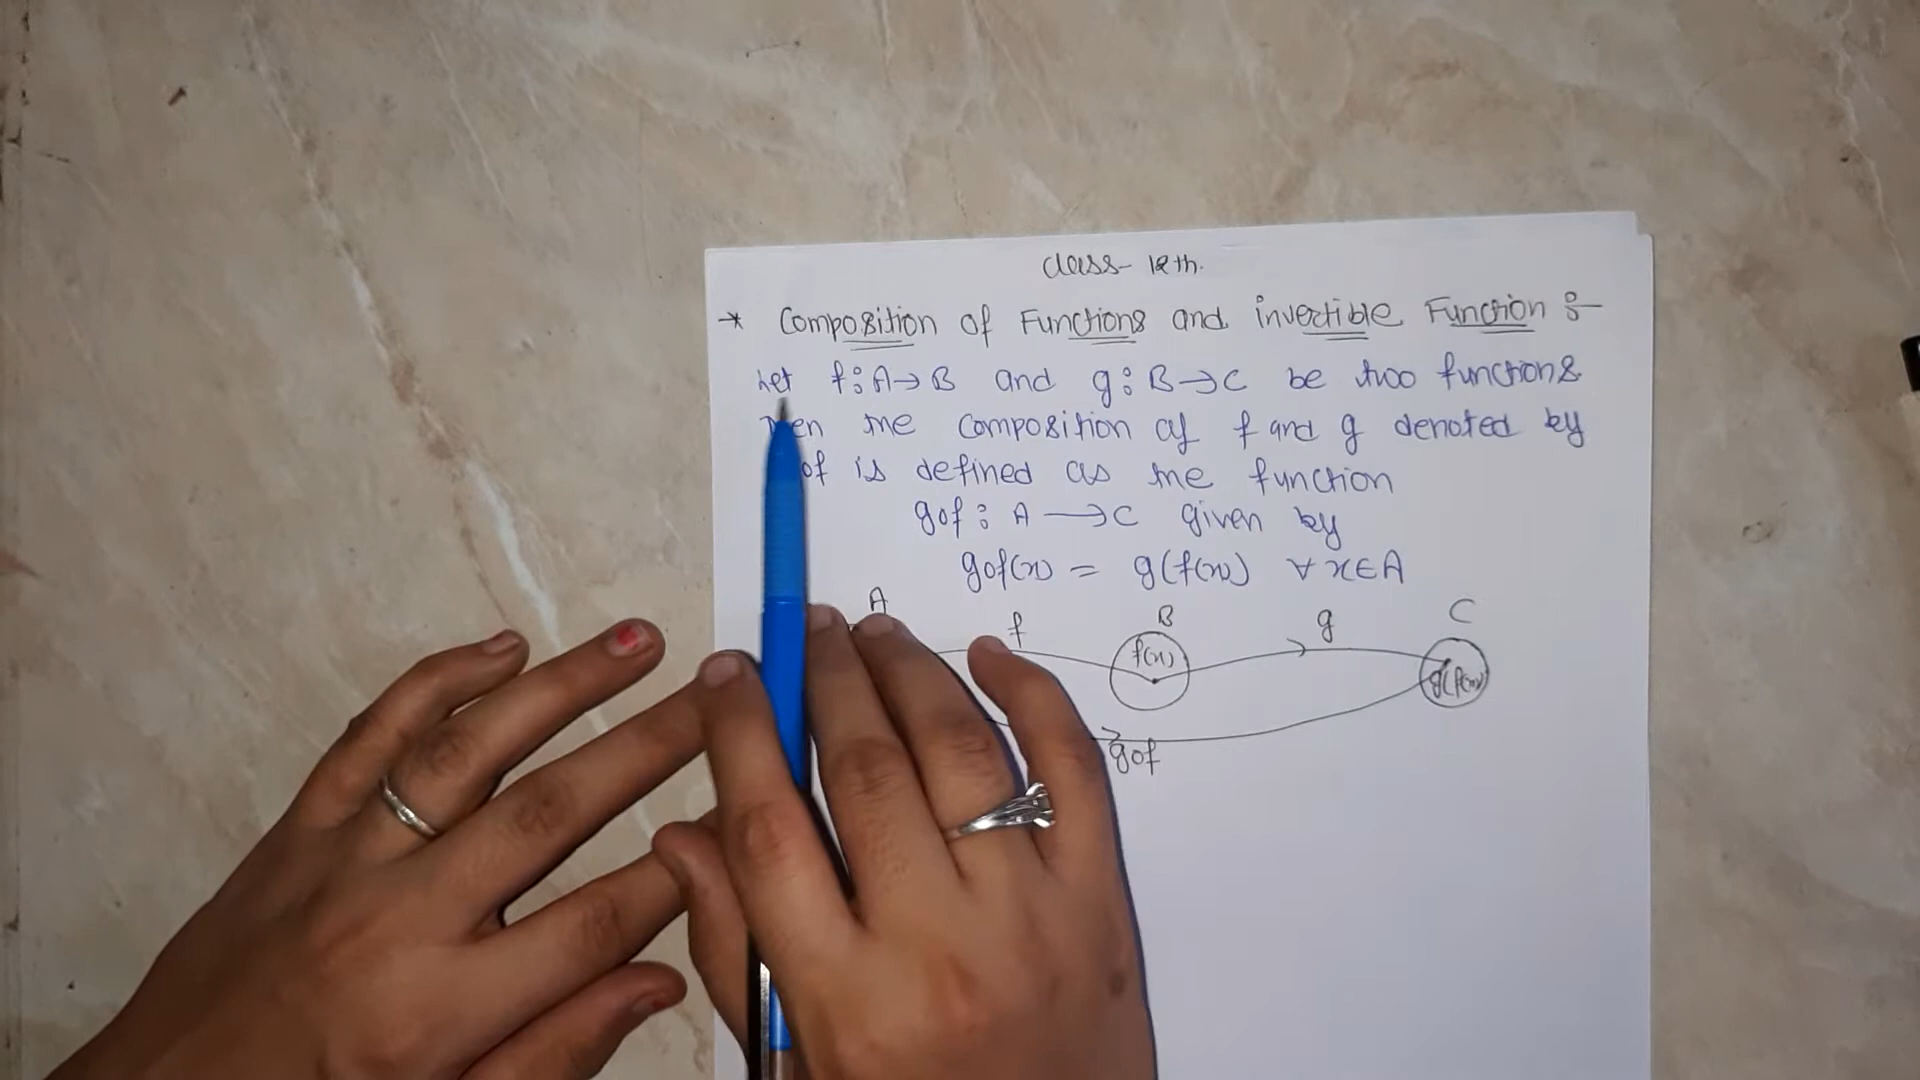 Class- 12th.
* Composition of Functions and invertible Function :-
Let f: A→B and g: B→C be two functions.
Then the composition of f and g denoted by
of is defined as the function
gof : A ⟶ C given by
gof(x) = g(f(x)) ∀ x∈A
A f B g C
f(x) g(f(x))
gof